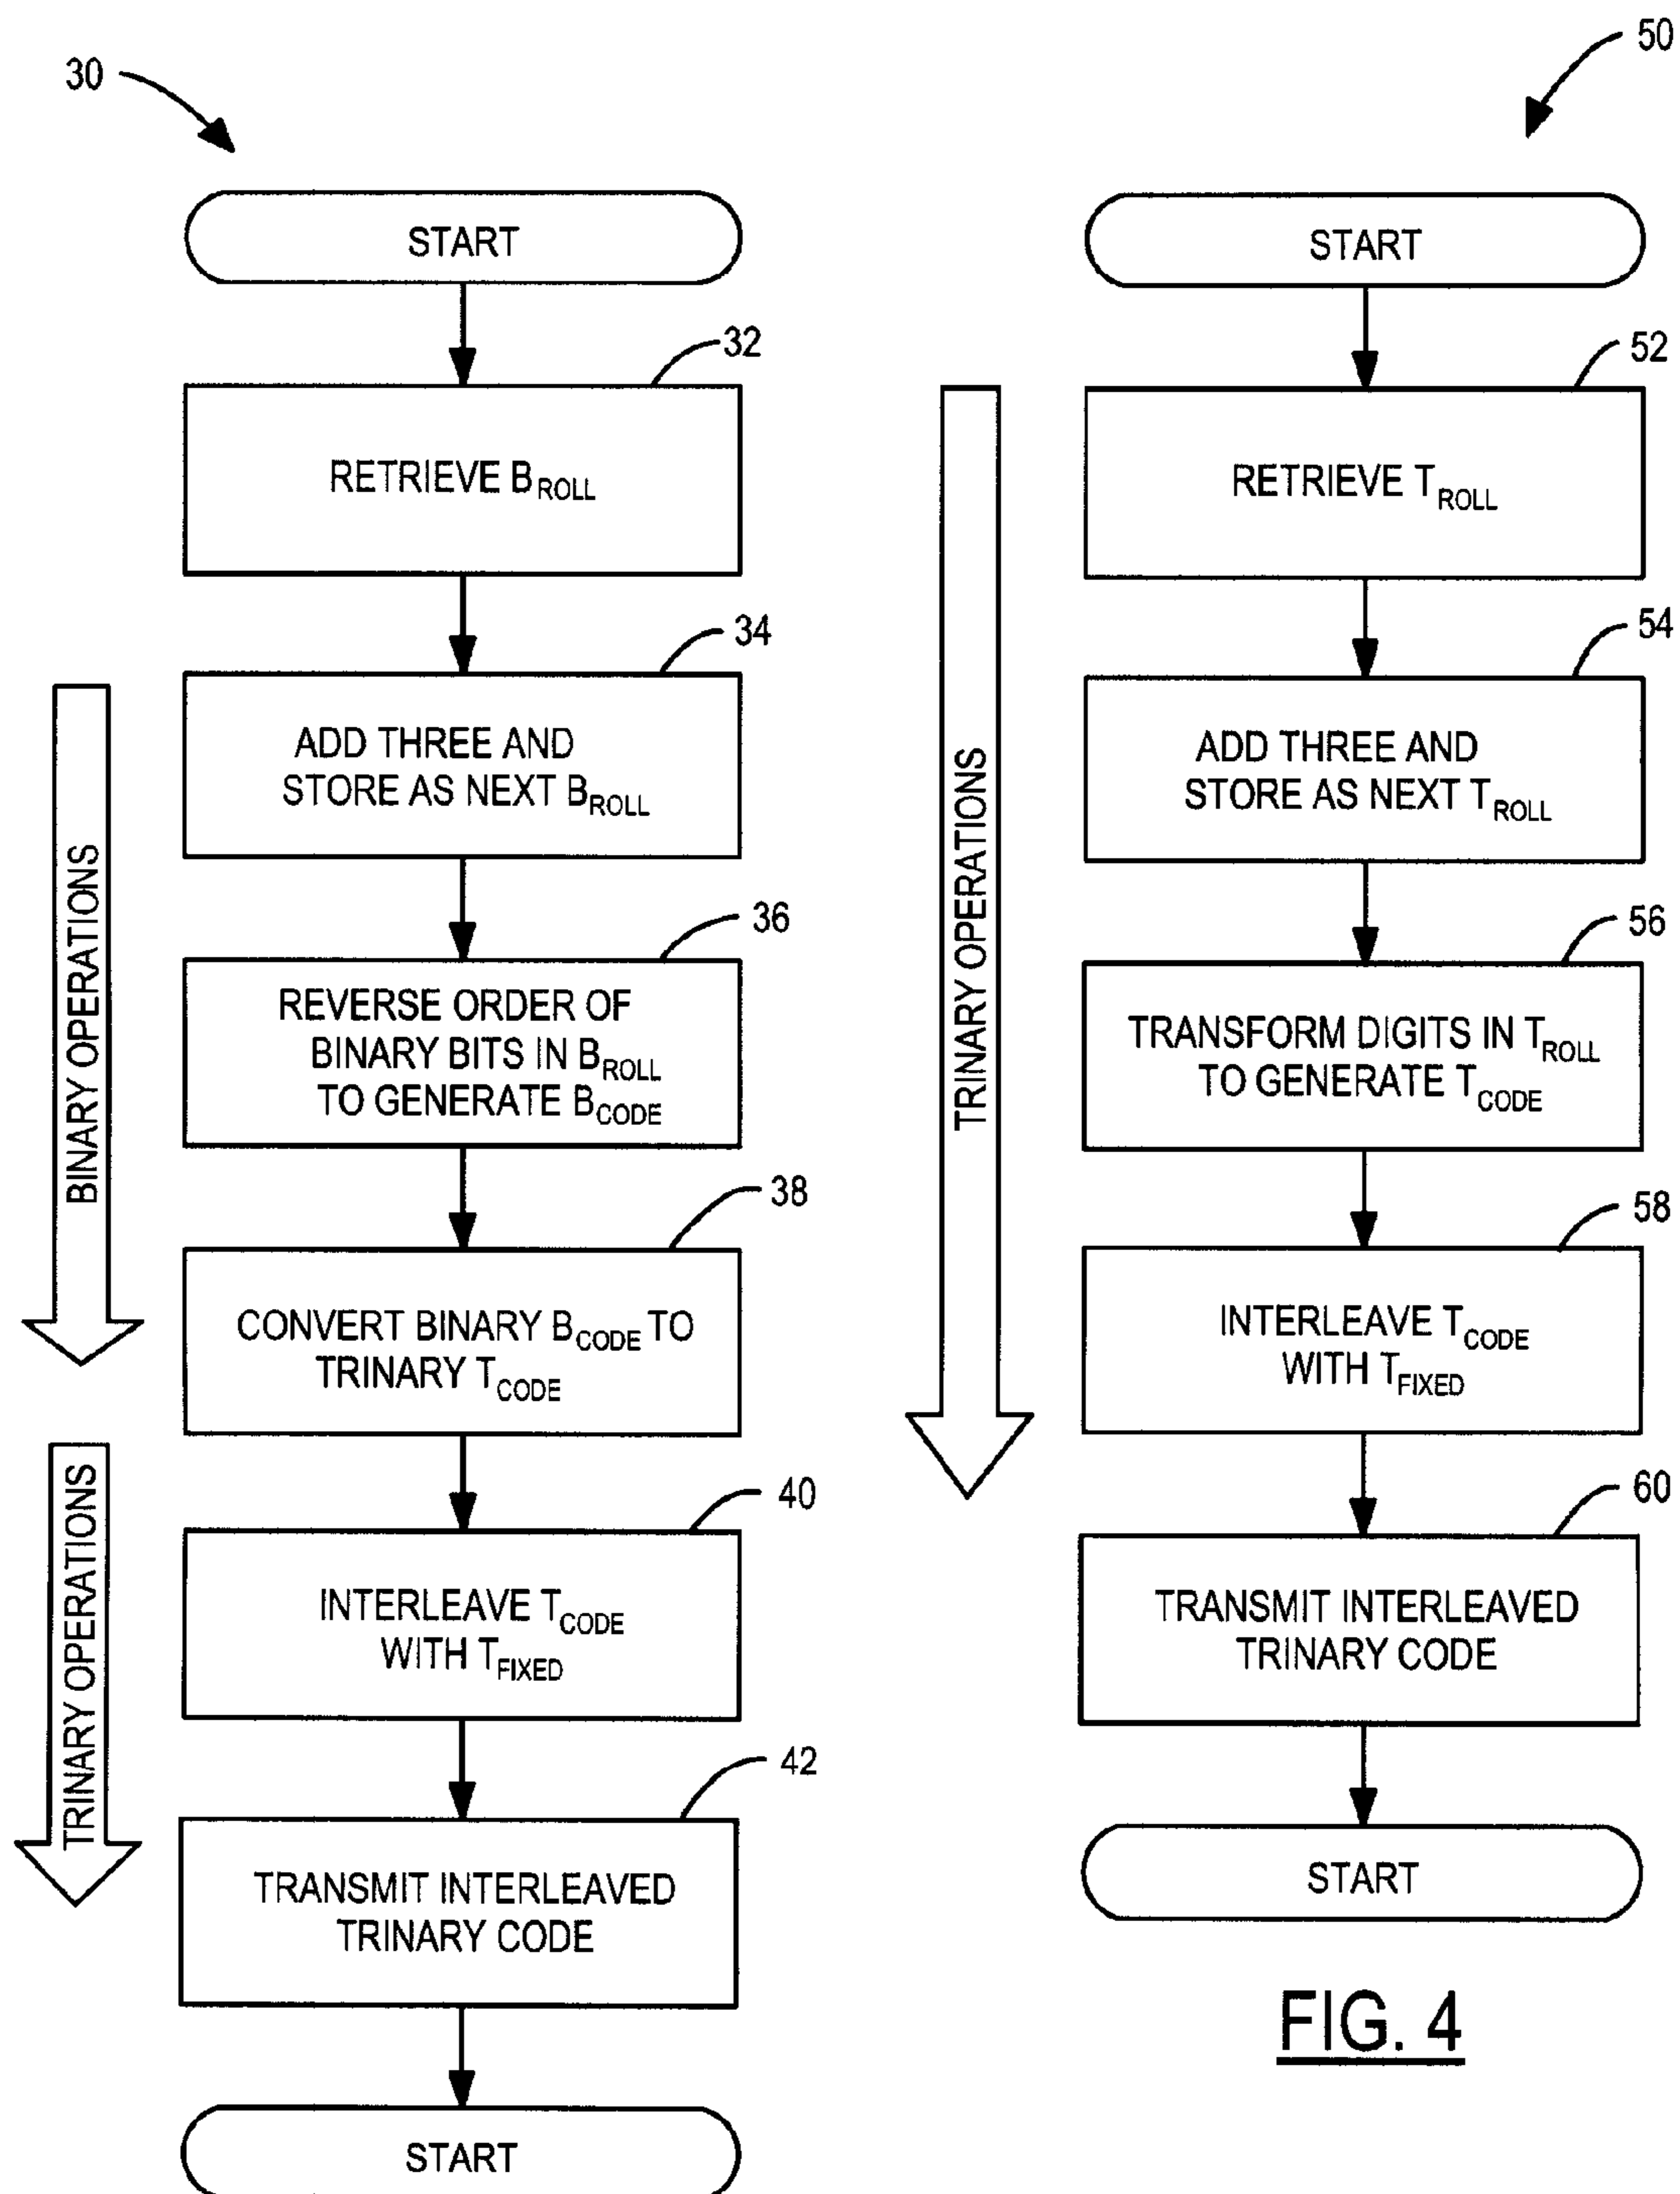 30
START
32
RETRIEVE B_ROLL
34
ADD THREE AND
STORE AS NEXT B_ROLL
36
REVERSE ORDER OF
BINARY BITS IN B_ROLL
TO GENERATE B_CODE
38
CONVERT BINARY B_CODE TO
TRINARY T_CODE
40
INTERLEAVE T_CODE
WITH T_FIXED
42
TRANSMIT INTERLEAVED
TRINARY CODE
START
BINARY OPERATIONS
TRINARY OPERATIONS
50
START
52
RETRIEVE T_ROLL
54
ADD THREE AND
STORE AS NEXT T_ROLL
56
TRANSFORM DIGITS IN T_ROLL
TO GENERATE T_CODE
58
INTERLEAVE T_CODE
WITH T_FIXED
60
TRANSMIT INTERLEAVED
TRINARY CODE
START
TRINARY OPERATIONS
FIG. 4